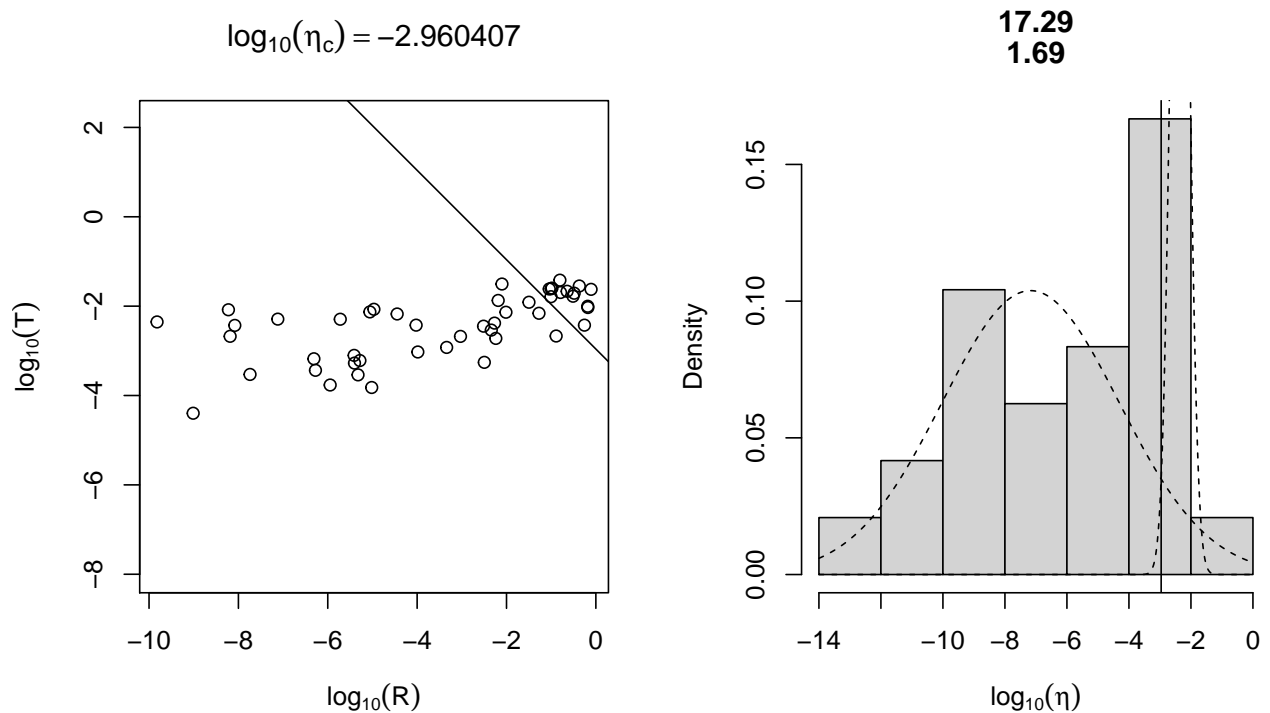 log₁₀(η_c) = −2.960407
2
0
−2
−4
−6
−8
log₁₀(T)
−10 −8 −6 −4 −2 0
log₁₀(R)
17.29
1.69
0.15
0.10
0.05
0.00
Density
−14 −10 −8 −6 −4 −2 0
log₁₀(η)